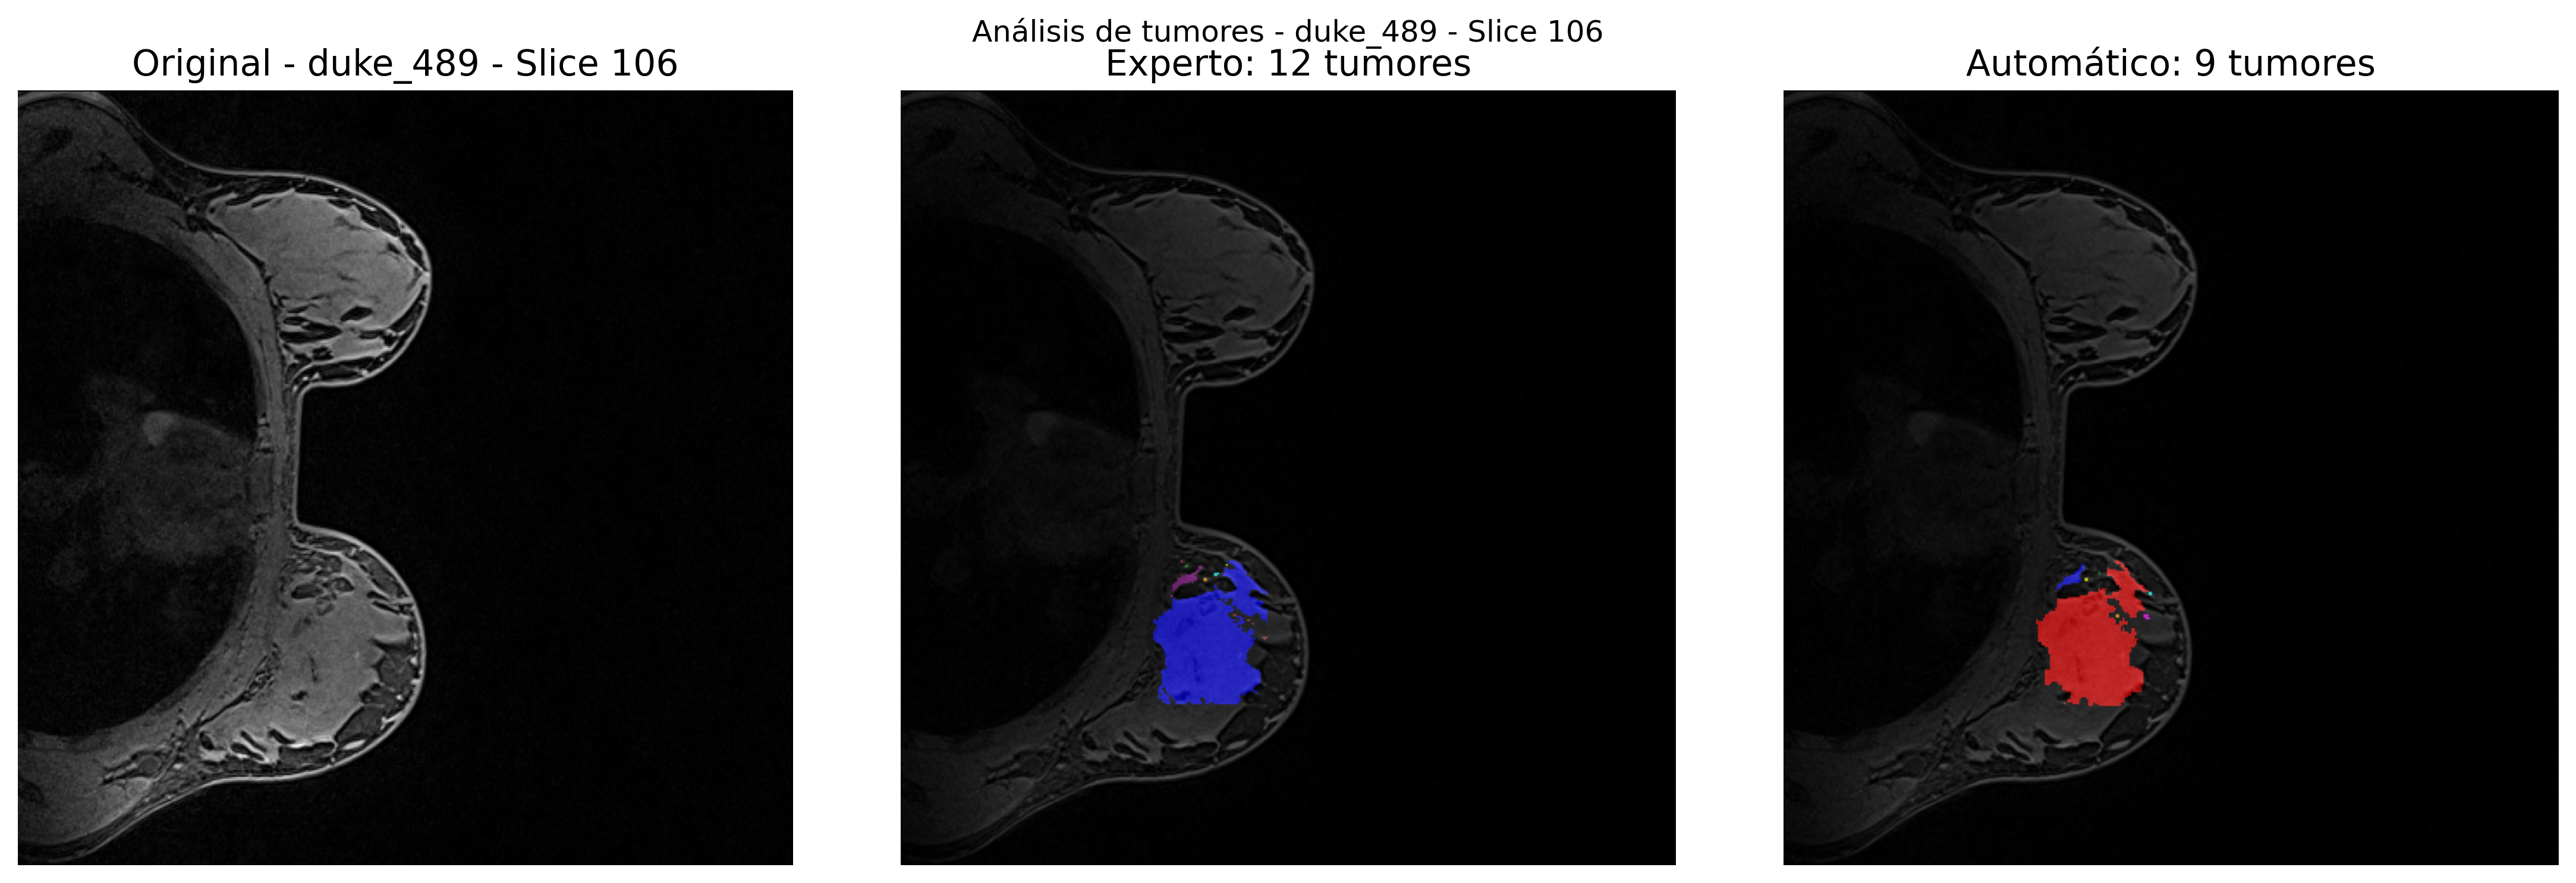 Análisis de tumores - duke_489 - Slice 106
Original - duke_489 - Slice 106
Experto: 12 tumores
Automático: 9 tumores